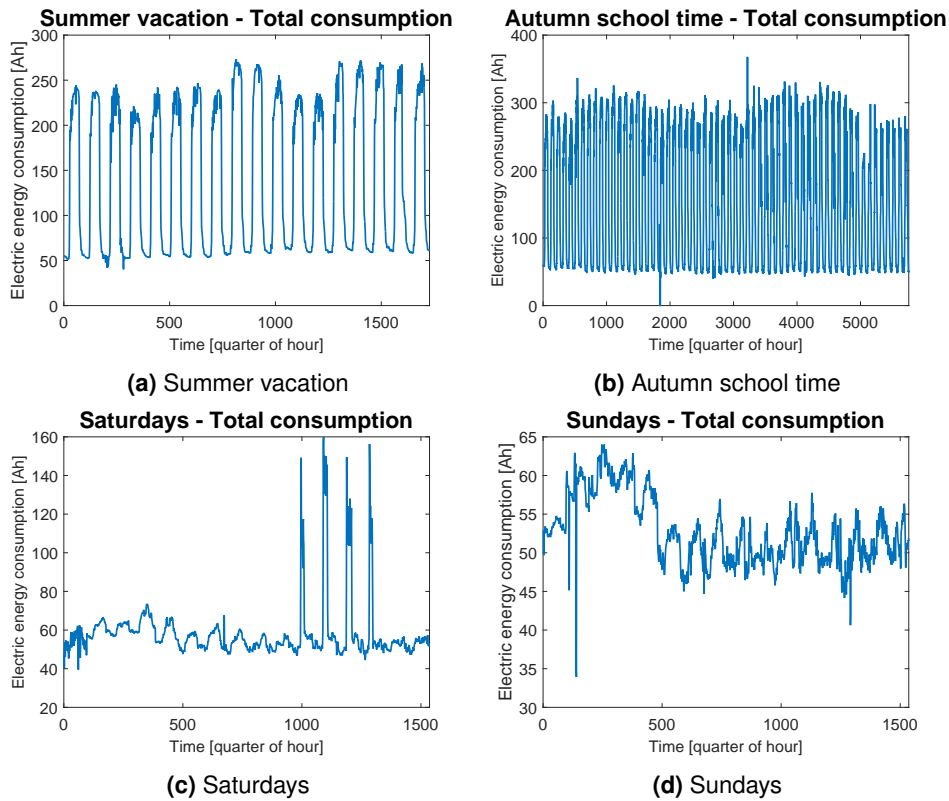 Summer vacation - Total consumption
Electric energy consumption [Ah]
300
250
200
150
100
50
0
0 500 1000 1500
Time [quarter of hour]
(a) Summer vacation
Autumn school time - Total consumption
Electric energy consumption [Ah]
400
300
200
100
0
0 1000 2000 3000 4000 5000
Time [quarter of hour]
(b) Autumn school time
Saturdays - Total consumption
Electric energy consumption [Ah]
160
140
120
100
80
60
40
20
0 500 1000 1500
Time [quarter of hour]
(c) Saturdays
Sundays - Total consumption
Electric energy consumption [Ah]
65
60
55
50
45
40
35
30
0 500 1000 1500
Time [quarter of hour]
(d) Sundays